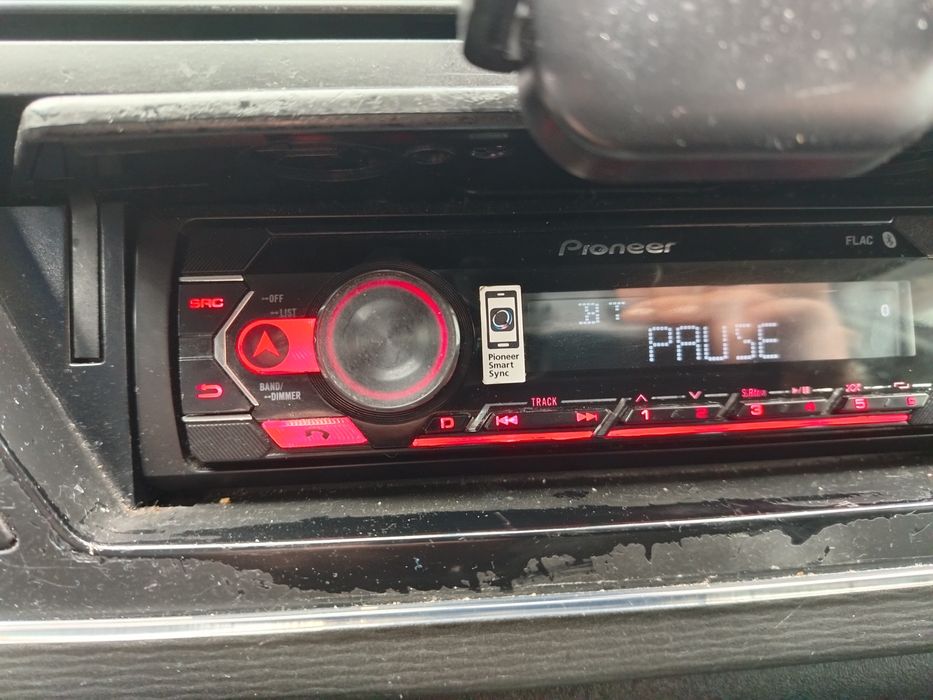 Pioneer
FLAC
SRC
OFF
LIST
BT
PAUSE
Pioneer
Smart
Sync
BAND/
DIMMER
D
TRACK
1
2
3
4
5
6